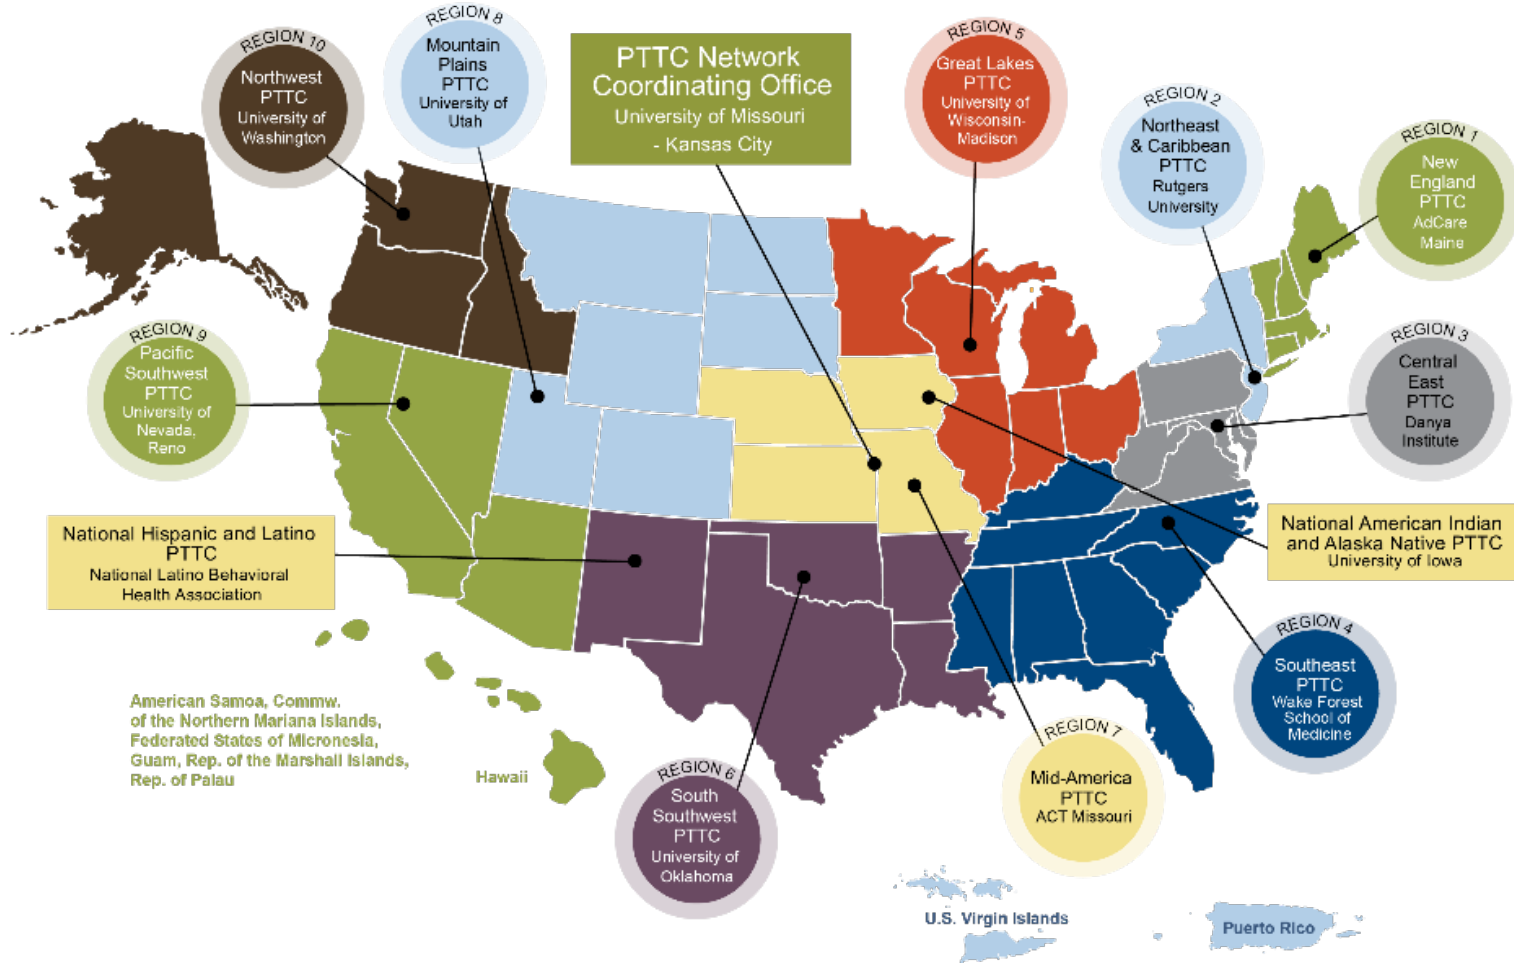 REGION 10
Northwest
PTTC
University of
Washington
REGION 8
Mountain
Plains
PTTC
University of
Utah
PTTC Network
Coordinating Office
University of Missouri
- Kansas City
REGION 5
Great Lakes
PTTC
University of
Wisconsin-
Madison
REGION 2
Northeast
& Caribbean
PTTC
Rutgers
University
REGION 1
New
England
PTTC
AdCare
Maine
REGION 9
Pacific
Southwest
PTTC
University of
Nevada,
Reno
REGION 3
Central
East
PTTC
Danya
Institute
National Hispanic and Latino
PTTC
National Latino Behavioral
Health Association
National American Indian
and Alaska Native PTTC
University of Iowa
REGION 4
Southeast
PTTC
Wake Forest
School of
Medicine
American Samoa, Commw.
of the Northern Mariana Islands,
Federated States of Micronesia,
Guam, Rep. of the Marshall Islands,
Rep. of Palau
Hawaii
REGION 6
South
Southwest
PTTC
University of
Oklahoma
REGION 7
Mid-America
PTTC
ACT Missouri
U.S. Virgin Islands
Puerto Rico